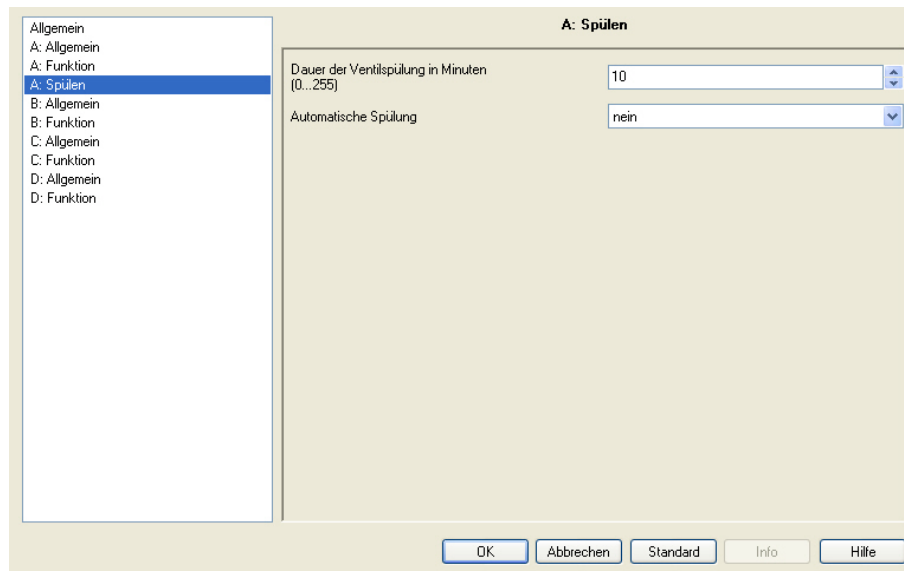 Allgemein
A: Allgemein
A: Funktion
A: Spülen
B: Allgemein
B: Funktion
C: Allgemein
C: Funktion
D: Allgemein
D: Funktion
A: Spülen
Dauer der Ventilspülung in Minuten
(0...255)
10
Automatische Spülung
nein
OK
Abbrechen
Standard
Info
Hilfe